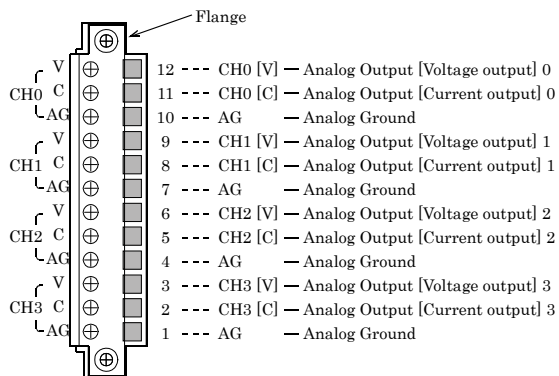 Flange
V 12 --- CH0 [V] — Analog Output [Voltage output] 0
CH0 C 11 --- CH0 [C] — Analog Output [Current output] 0
AG 10 --- AG — Analog Ground
V 9 --- CH1 [V] — Analog Output [Voltage output] 1
CH1 C 8 --- CH1 [C] — Analog Output [Current output] 1
AG 7 --- AG — Analog Ground
V 6 --- CH2 [V] — Analog Output [Voltage output] 2
CH2 C 5 --- CH2 [C] — Analog Output [Current output] 2
AG 4 --- AG — Analog Ground
V 3 --- CH3 [V] — Analog Output [Voltage output] 3
CH3 C 2 --- CH3 [C] — Analog Output [Current output] 3
AG 1 --- AG — Analog Ground